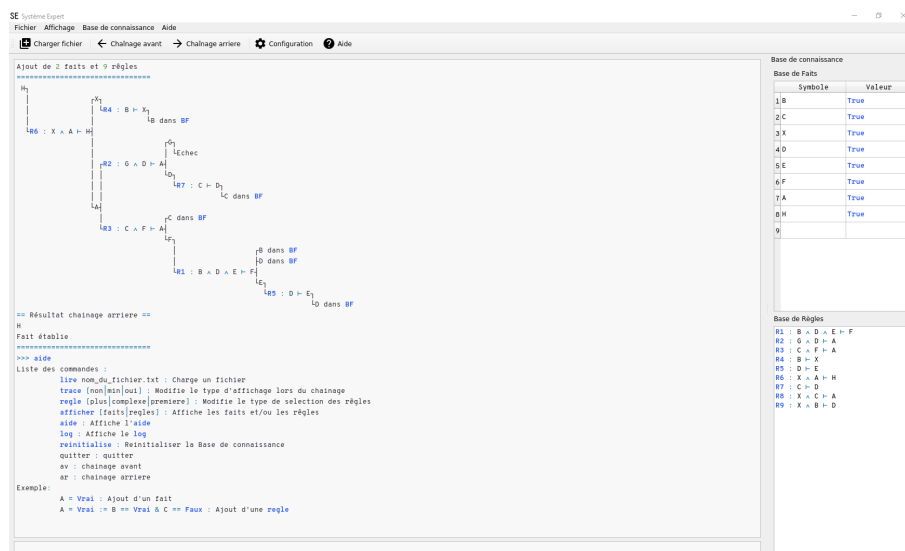 SE Système Expert
Fichier Affichage Base de connaissance Aide
Charger fichier Chaînage avant Chaînage arriere Configuration Aide
Ajout de 2 faits et 9 règles
===============================
H
X
R4 : B ⊢ X
B dans BF
R6 : X ∧ A ⊢ H
G
Echec
R2 : G ∧ D ⊢ A
D
R7 : C ⊢ D
C dans BF
A
C dans BF
R3 : C ∧ F ⊢ A
F
B dans BF
D dans BF
R1 : B ∧ D ∧ E ⊢ F
E
R5 : D ⊢ E
D dans BF
== Résultat chainage arriere ==
H
Fait établie
===============================
>>> aide
Liste des commandes :
lire nom_du_fichier.txt : Charge un fichier
trace [non|min|oui] : Modifie le type d'affichage lors du chainage
regle [plus|complexe|premiere] : Modifie le type de selection des règles
afficher [faits|regles] : Affiche les faits et/ou les règles
aide : Affiche l'aide
log : Affiche le log
reinitialise : Reinitialiser la Base de connaissance
quitter : quitter
av : chainage avant
ar : chainage arriere
Exemple:
A = Vrai : Ajout d'un fait
A = Vrai := B == Vrai & C == Faux : Ajout d'une regle
Base de connaissance
Base de Faits
Symbole Valeur
1 B True
2 C True
3 X True
4 D True
5 E True
6 F True
7 A True
8 H True
9
Base de Règles
R1 : B ∧ D ∧ E ⊢ F
R2 : G ∧ D ⊢ A
R3 : C ∧ F ⊢ A
R4 : B ⊢ X
R5 : D ⊢ E
R6 : X ∧ A ⊢ H
R7 : C ⊢ D
R8 : X ∧ C ⊢ A
R9 : X ∧ B ⊢ D